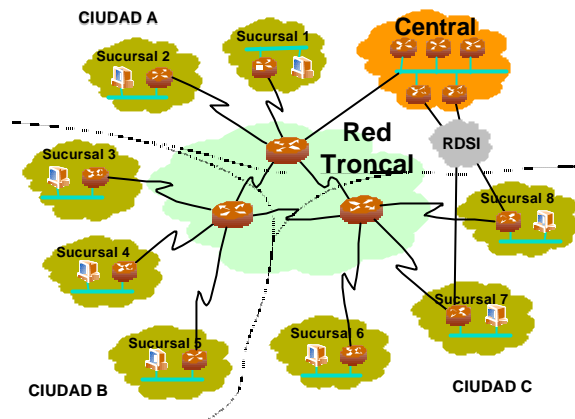 CIUDAD A
Sucursal 1
Central
Sucursal 2
Red
Troncal
RDSI
Sucursal 3
Sucursal 8
Sucursal 4
Sucursal 7
Sucursal 5
Sucursal 6
CIUDAD B
CIUDAD C